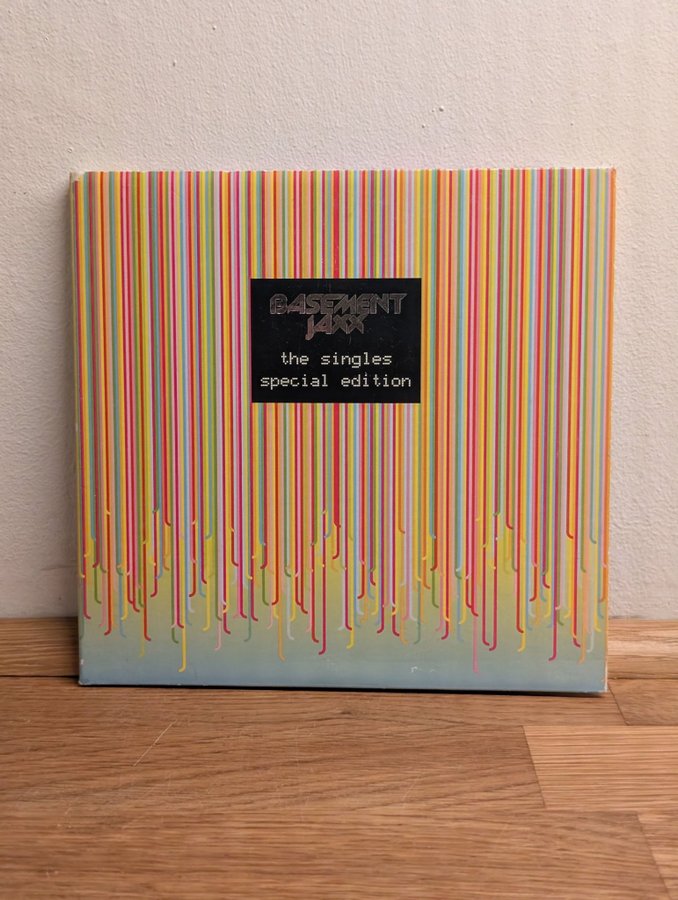 BASEMENT
JAXX
the singles
special edition